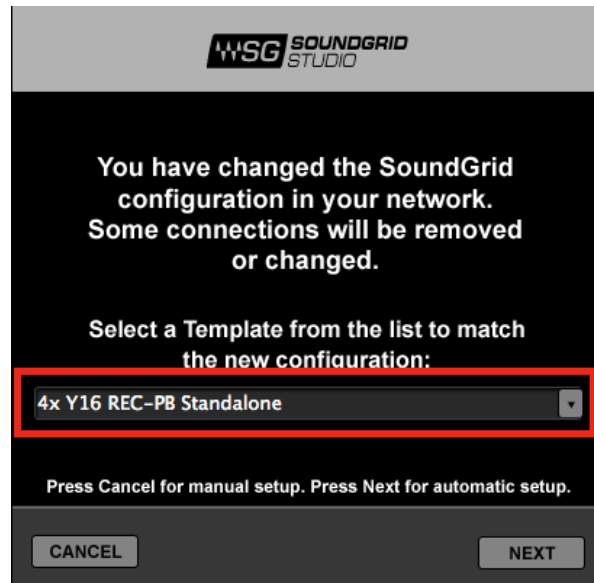 WSG SOUNDGRID
STUDIO
You have changed the SoundGrid
configuration in your network.
Some connections will be removed
or changed.
Select a Template from the list to match
the new configuration:
4x Y16 REC-PB Standalone
Press Cancel for manual setup. Press Next for automatic setup.
CANCEL
NEXT